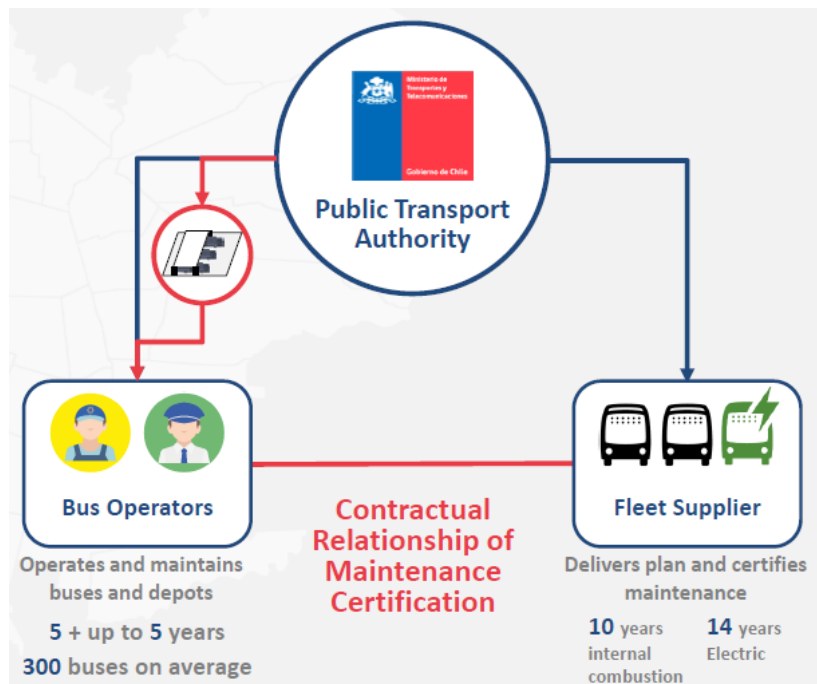 Ministerio de
Transportes y
Telecomunicaciones
Gobierno de Chile
Public Transport
Authority
Bus Operators
Fleet Supplier
Contractual
Relationship of
Maintenance
Certification
Operates and maintains
buses and depots
5 + up to 5 years
300 buses on average
Delivers plan and certifies
maintenance
10 years
internal
combustion
14 years
Electric